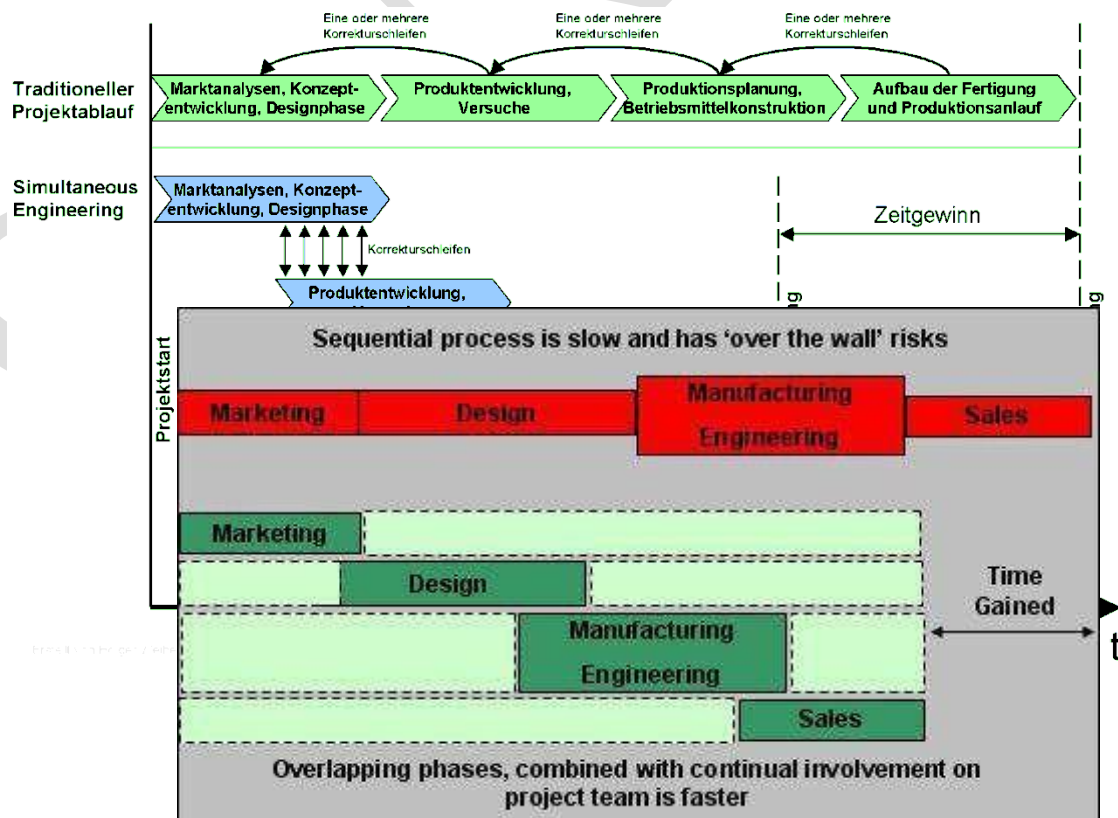 Eine oder mehrere
Korrekturschleifen
Eine oder mehrere
Korrekturschleifen
Eine oder mehrere
Korrekturschleifen
Traditioneller
Projektablauf
Marktanalysen, Konzept-
entwicklung, Designphase
Produktentwicklung,
Versuche
Produktionsplanung,
Betriebsmittelkonstruktion
Aufbau der Fertigung
und Produktionsanlauf
Simultaneous
Engineering
Marktanalysen, Konzept-
entwicklung, Designphase
Zeitgewinn
Korrekturschleifen
Produktentwicklung,
Projektstart
Sequential process is slow and has ‘over the wall’ risks
Marketing
Design
Manufacturing
Engineering
Sales
Marketing
Design
Manufacturing
Engineering
Sales
Time
Gained
t
Overlapping phases, combined with continual involvement on
project team is faster